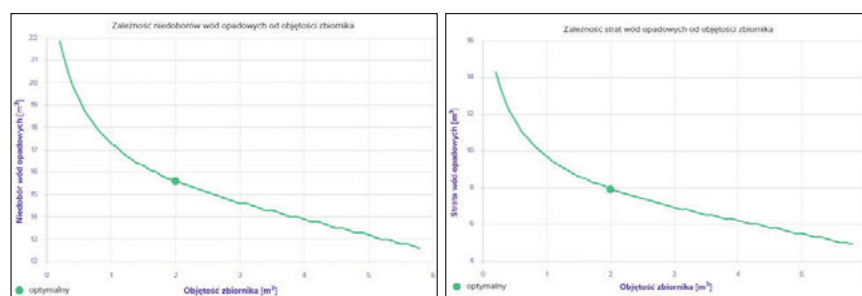 Zależność niedoborów wód opadowych od objętości zbiornika
22
21
20
19
18
17
16
15
14
13
12
0 1 2 3 4 5 6
Niedobór wód opadowych [m³]
Objętość zbiornika [m³]
optymalny
Zależność strat wód opadowych od objętości zbiornika
16
14
12
10
8
6
4
0 1 2 3 4 5
Strata wód opadowych [m³]
Objętość zbiornika [m³]
optymalny